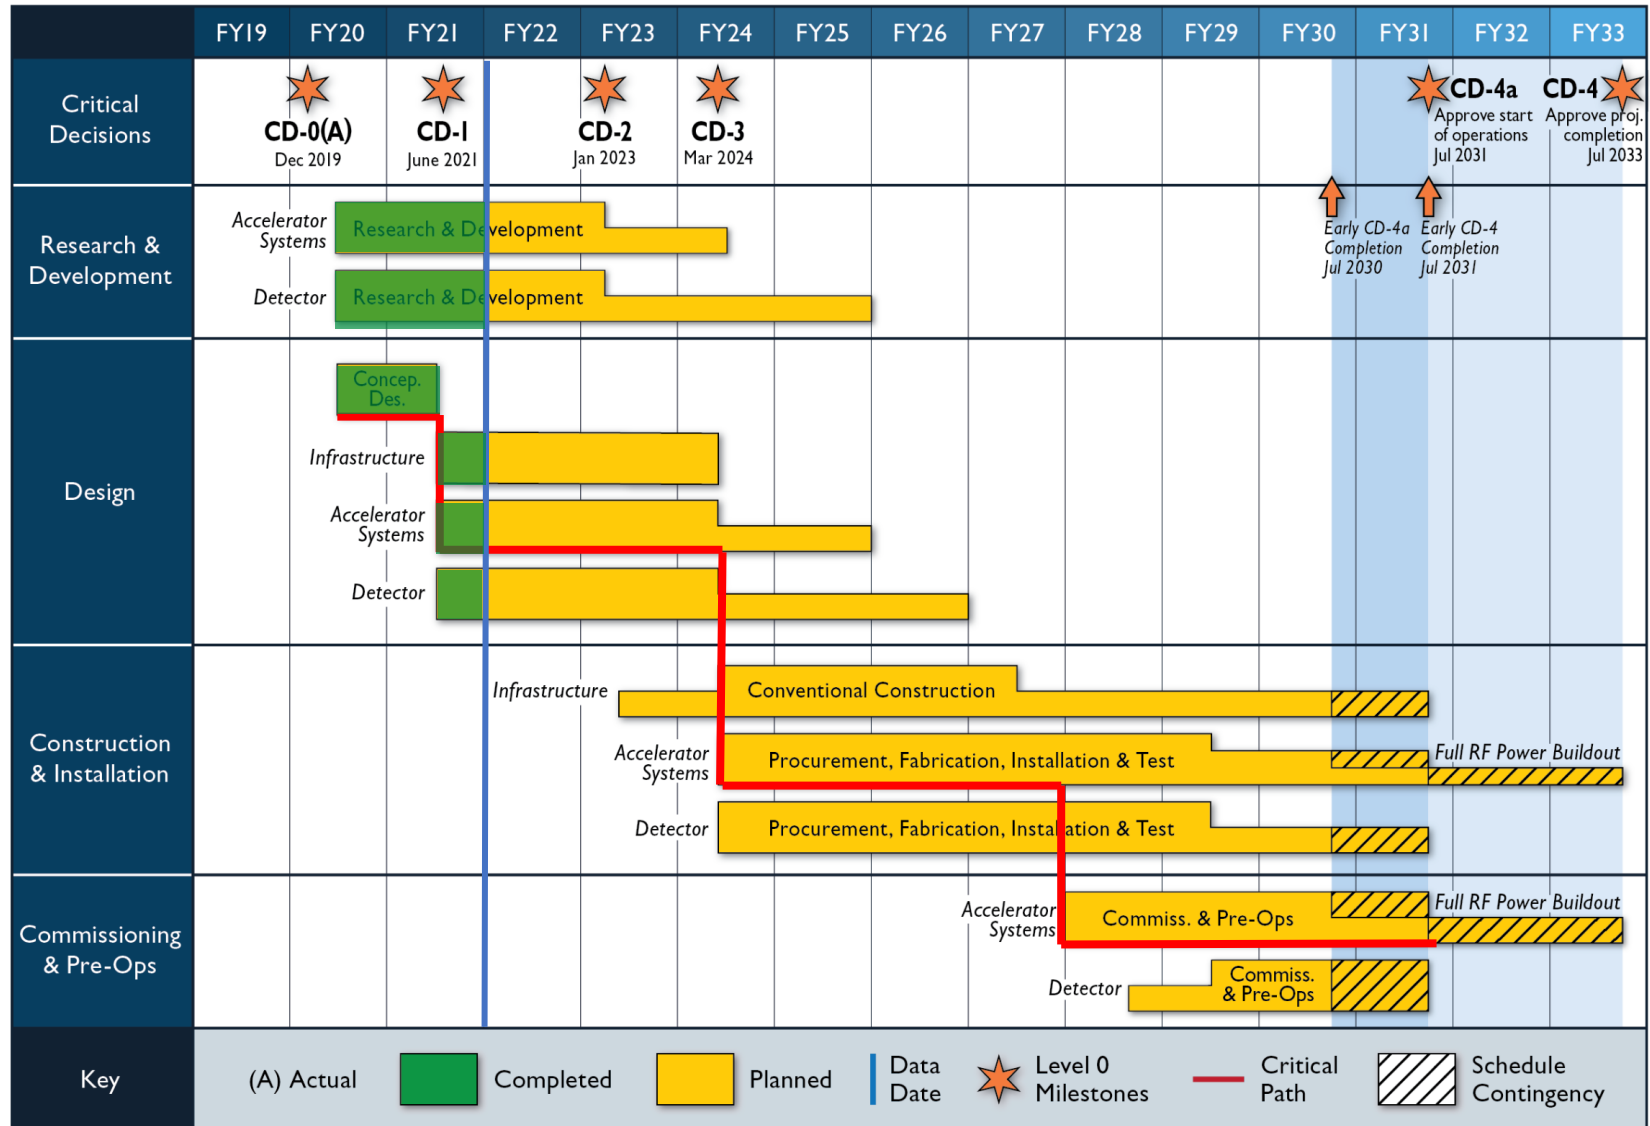 FY19 FY20 FY21 FY22 FY23 FY24 FY25 FY26 FY27 FY28 FY29 FY30 FY31 FY32 FY33
Critical
Decisions
CD-0(A)
Dec 2019
CD-1
June 2021
CD-2
Jan 2023
CD-3
Mar 2024
CD-4a
Approve start
of operations
Jul 2031
CD-4
Approve proj.
completion
Jul 2033
Early CD-4a
Completion
Jul 2030
Early CD-4
Completion
Jul 2031
Research &
Development
Accelerator
Systems
Research & Development
Detector
Research & Development
Design
Concep.
Des.
Infrastructure
Accelerator
Systems
Detector
Construction
& Installation
Infrastructure
Conventional Construction
Accelerator
Systems
Procurement, Fabrication, Installation & Test
Full RF Power Buildout
Detector
Procurement, Fabrication, Installation & Test
Commissioning
& Pre-Ops
Accelerator
Systems
Commiss. & Pre-Ops
Full RF Power Buildout
Detector
Commiss.
& Pre-Ops
Key
(A) Actual
Completed
Planned
Data
Date
Level 0
Milestones
Critical
Path
Schedule
Contingency